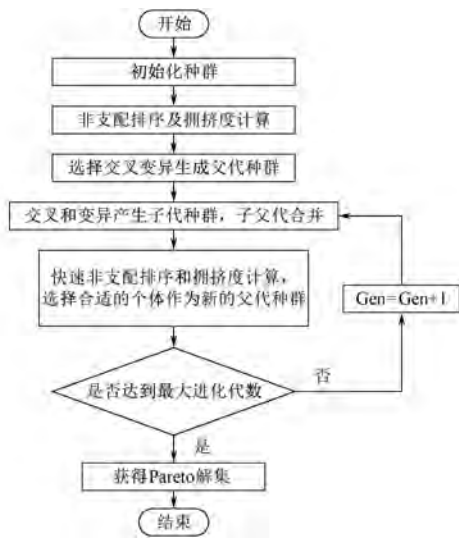 开始
初始化种群
非支配排序及拥挤度计算
选择交叉变异生成父代种群
交叉和变异产生子代种群，子父代合并
快速非支配排序和拥挤度计算，
选择合适的个体作为新的父代种群
Gen=Gen+1
是否达到最大进化代数
否
是
获得Pareto解集
结束